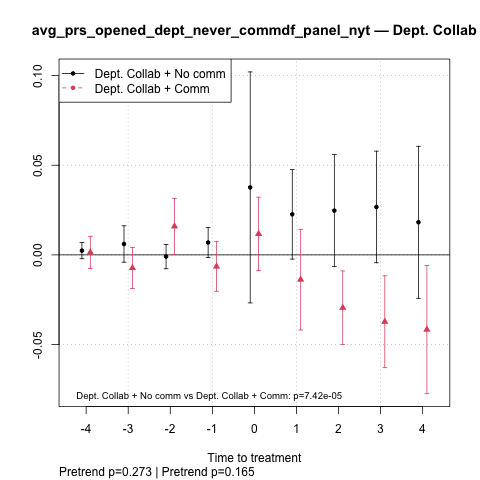 avg_prs_opened_dept_never_commdf_panel_nyt — Dept. Collab
Dept. Collab + No comm
Dept. Collab + Comm
0.10
0.05
0.00
-0.05
Dept. Collab + No comm vs Dept. Collab + Comm: p=7.42e-05
-4 -3 -2 -1 0 1 2 3 4
Time to treatment
Pretrend p=0.273 | Pretrend p=0.165